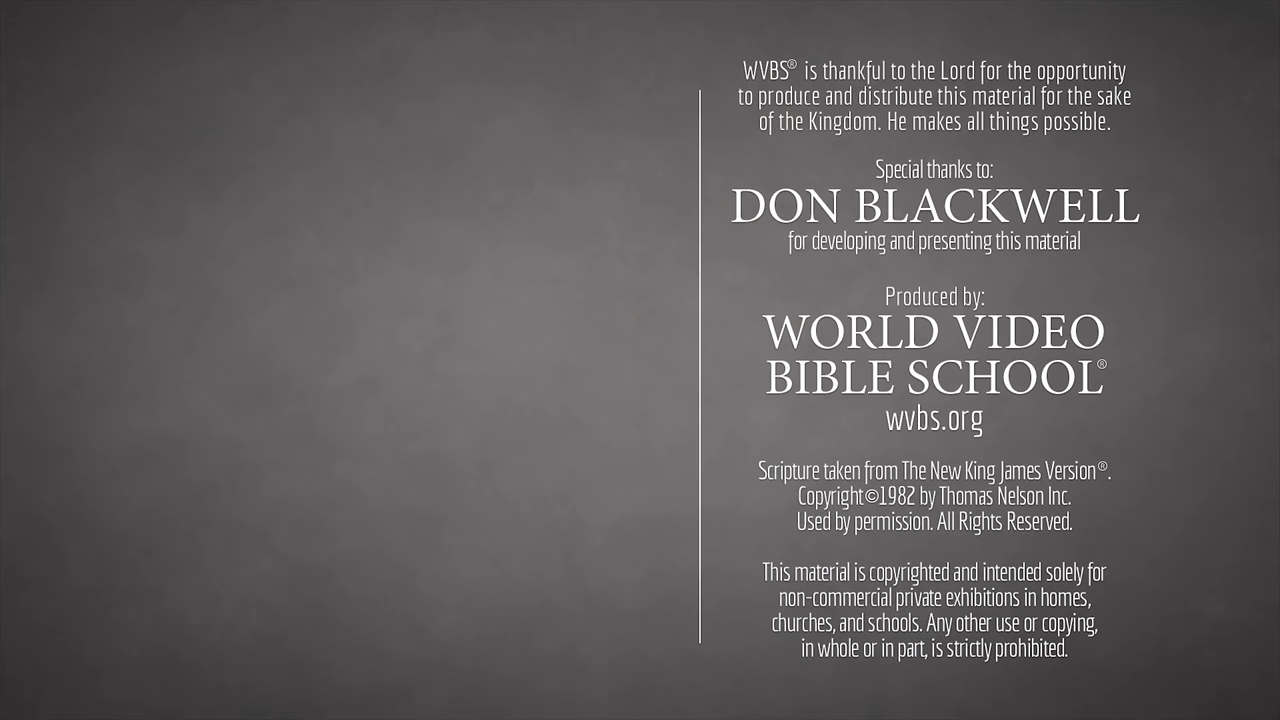 WVBS® is thankful to the Lord for the opportunity
to produce and distribute this material for the sake
of the Kingdom. He makes all things possible.
Special thanks to:
DON BLACKWELL
for developing and presenting this material
Produced by:
WORLD VIDEO
BIBLE SCHOOL®
wvbs.org
Scripture taken from The New King James Version®.
Copyright©1982 by Thomas Nelson Inc.
Used by permission. All Rights Reserved.
This material is copyrighted and intended solely for
non-commercial private exhibitions in homes,
churches, and schools. Any other use or copying,
in whole or in part, is strictly prohibited.